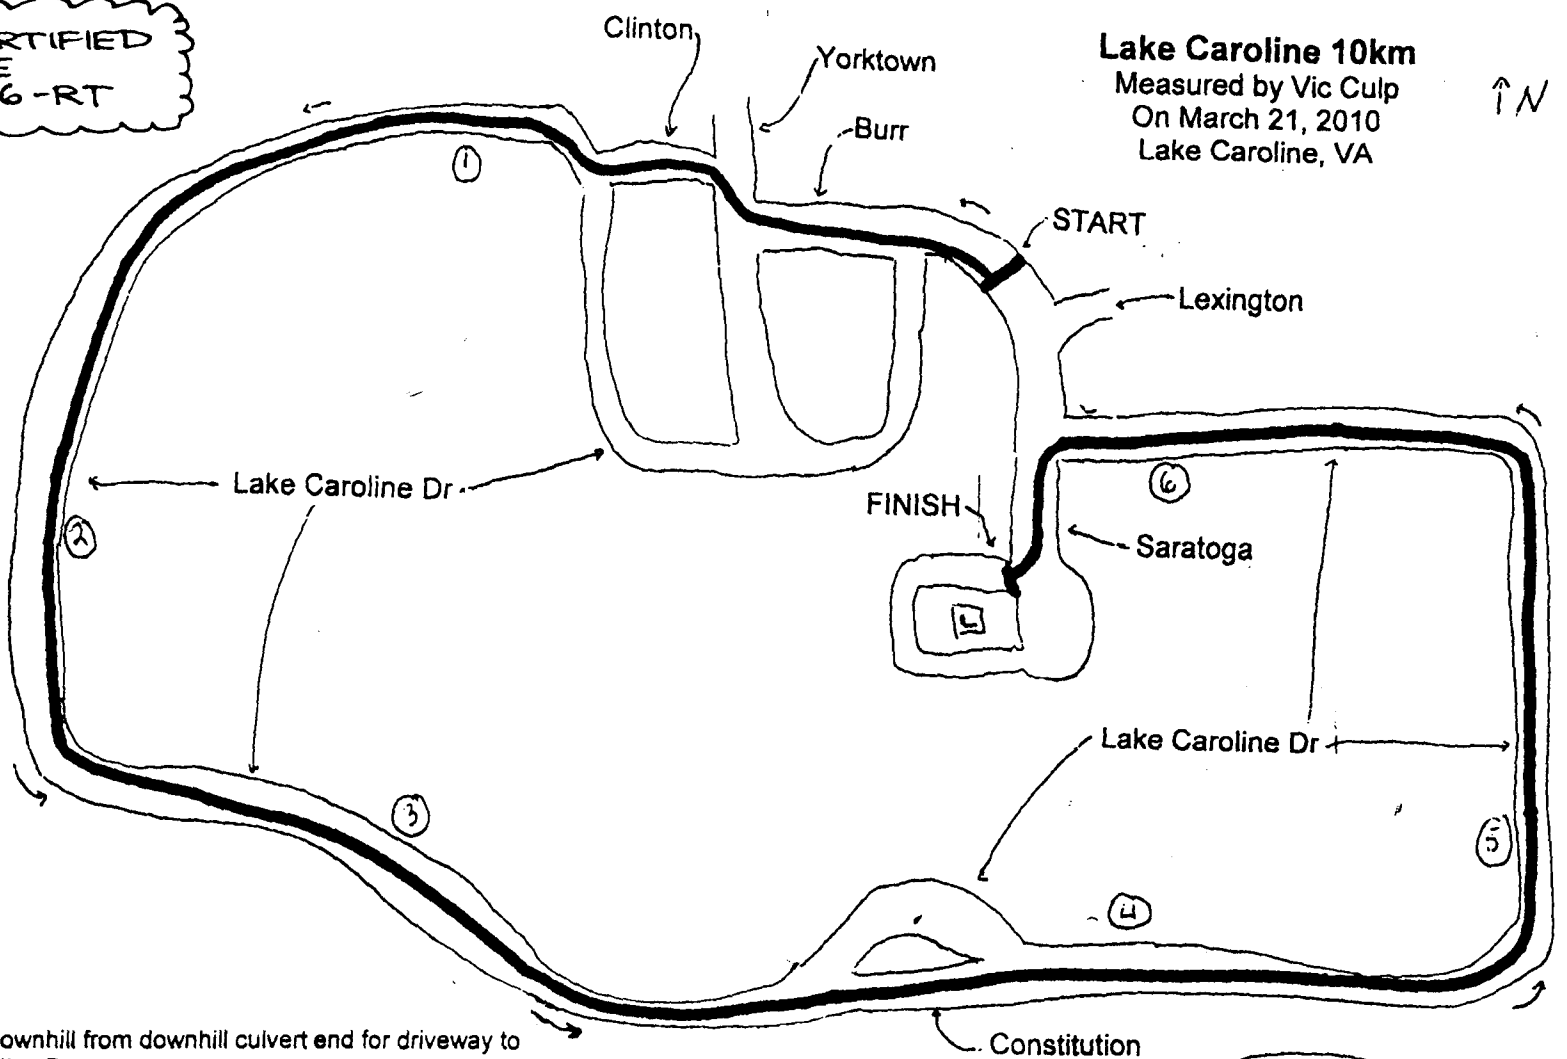 RTIFIED
6-RT
Clinton
Yorktown
Burr
Lake Caroline 10km
Measured by Vic Culp
On March 21, 2010
Lake Caroline, VA
↑N
START
Lexington
1
Lake Caroline Dr
2
FINISH
6
Saratoga
L
Lake Caroline Dr
3
5
4
ownhill from downhill culvert end for driveway to
Constitution